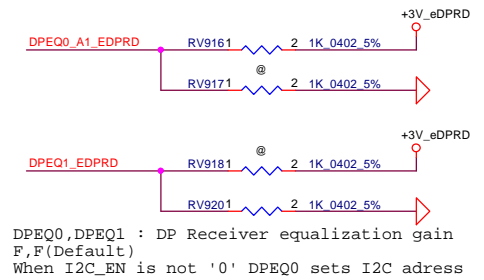 +3V_eDPRD
DPEQ0_A1_EDPRD RV916 1 2 1K_0402_5%
@
RV917 1 2 1K_0402_5%
+3V_eDPRD
@
DPEQ1_EDPRD RV918 1 2 1K_0402_5%
RV920 1 2 1K_0402_5%
DPEQ0,DPEQ1 : DP Receiver equalization gain
F,F(Default)
When I2C_EN is not '0' DPEQ0 sets I2C adress